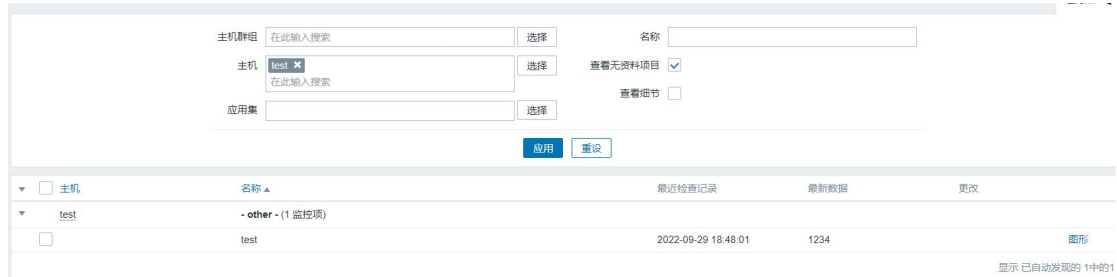 主机群组 在此输入搜索 选择 名称
主机 test ✕ 选择 查看无资料项目
在此输入搜索
查看细节
应用集 选择
应用 重设
主机 名称 最近检查记录 最新数据 更改
test - other - (1 监控项)
test 2022-09-29 18:48:01 1234 图形
显示 已自动发现的 1中的1